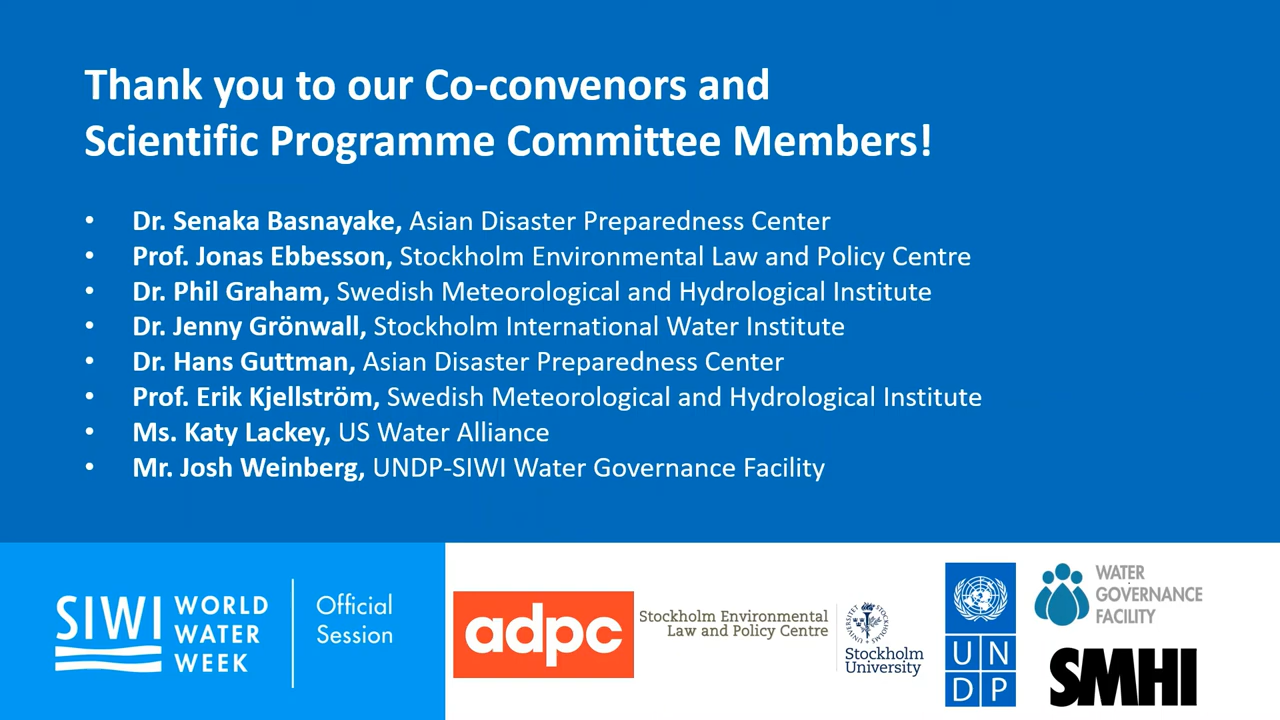 Thank you to our Co-convenors and
Scientific Programme Committee Members!
• Dr. Senaka Basnayake, Asian Disaster Preparedness Center
• Prof. Jonas Ebbesson, Stockholm Environmental Law and Policy Centre
• Dr. Phil Graham, Swedish Meteorological and Hydrological Institute
• Dr. Jenny Grönwall, Stockholm International Water Institute
• Dr. Hans Guttman, Asian Disaster Preparedness Center
• Prof. Erik Kjellström, Swedish Meteorological and Hydrological Institute
• Ms. Katy Lackey, US Water Alliance
• Mr. Josh Weinberg, UNDP-SIWI Water Governance Facility
SIWI
WORLD
WATER
WEEK
Official
Session
adpc
Stockholm Environmental
Law and Policy Centre
Stockholm
University
UN
DP
WATER
GOVERNANCE
FACILITY
SMHI